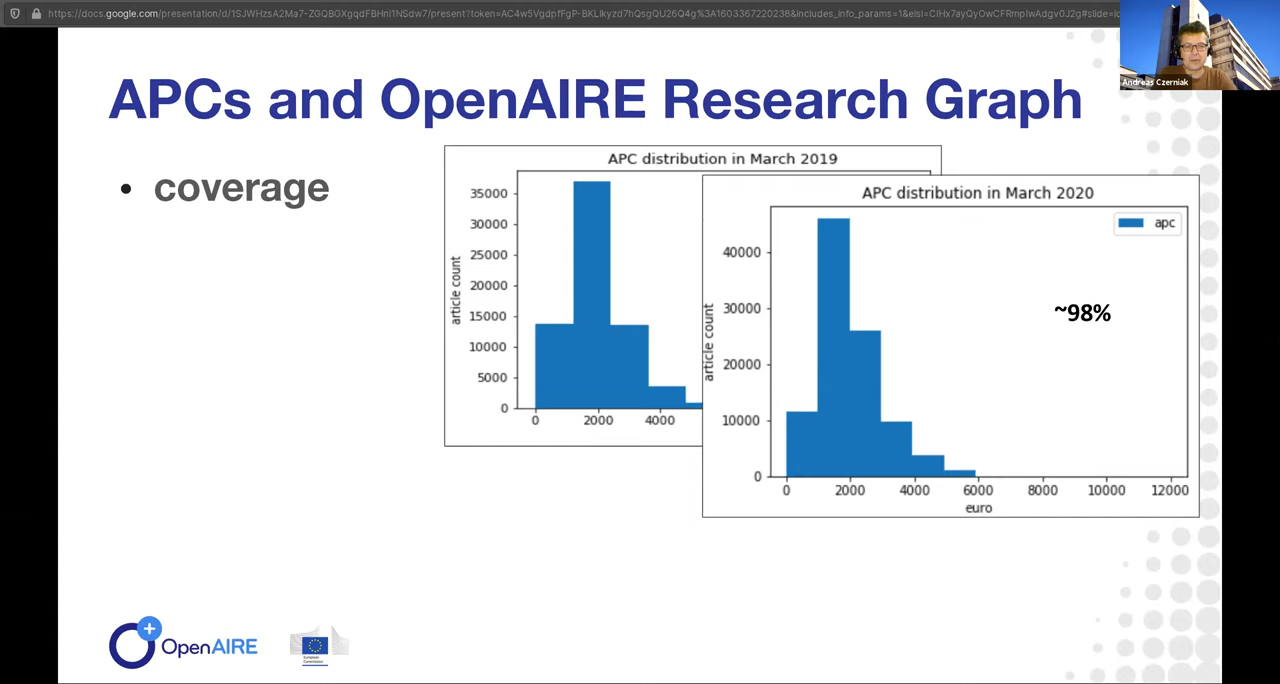 APCs and OpenAIRE Research Graph
Andreas Czerniak
• coverage
APC distribution in March 2019
35000
30000
25000
20000
15000
10000
5000
0
article count
0 2000 4000
APC distribution in March 2020
apc
40000
30000
20000
10000
0
article count
~98%
0 2000 4000 6000 8000 10000 12000
euro
OpenAIRE
European
Commission